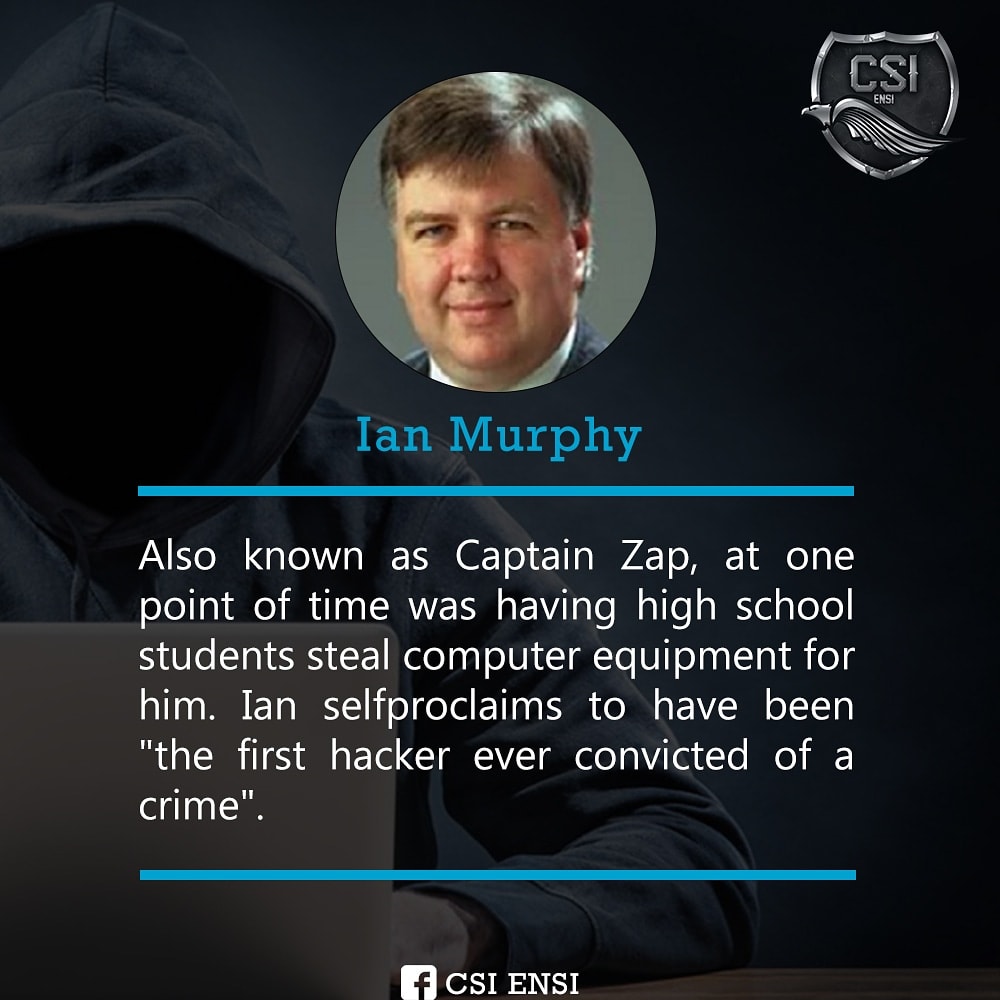 CSI
ENSI
Ian Murphy
Also known as Captain Zap, at one
point of time was having high school
students steal computer equipment for
him. Ian selfproclaims to have been
"the first hacker ever convicted of a
crime".
f CSI ENSI